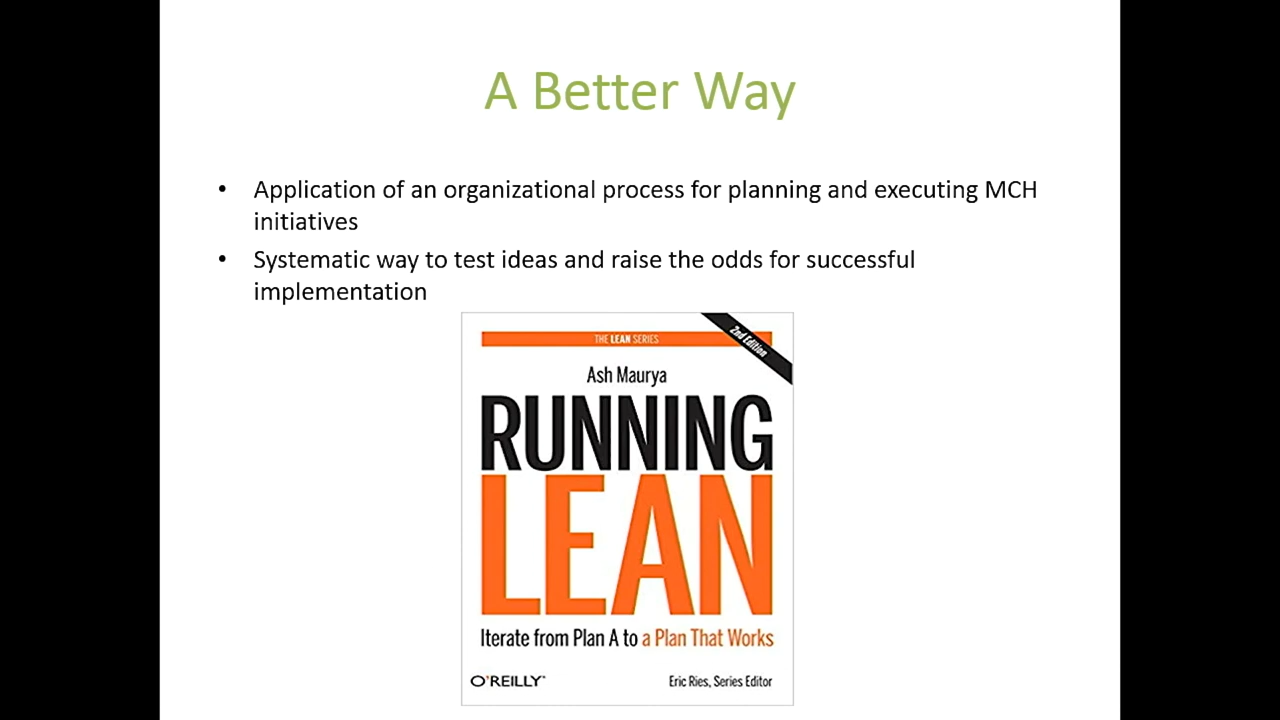 A Better Way
• Application of an organizational process for planning and executing MCH
initiatives
• Systematic way to test ideas and raise the odds for successful
implementation
THE LEAN SERIES
2nd Edition
Ash Maurya
RUNNING
LEAN
Iterate from Plan A to a Plan That Works
O'REILLY®
Eric Ries, Series Editor